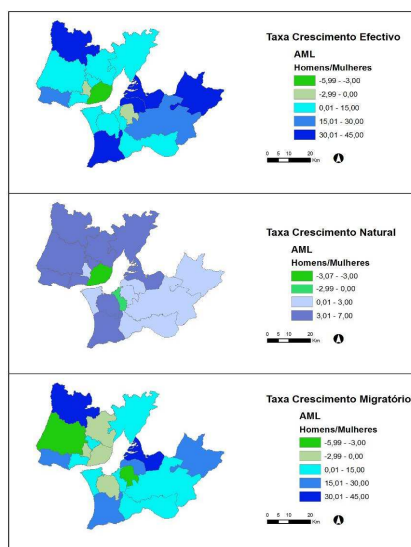 Taxa Crescimento Efectivo
AML
Homens/Mulheres
-5,99 - -3,00
-2,99 - 0,00
0,01 - 15,00
15,01 - 30,00
30,01 - 45,00
0 5 10 20
Km
Taxa Crescimento Natural
AML
Homens/Mulheres
-3,07 - -3,00
-2,99 - 0,00
0,01 - 3,00
3,01 - 7,00
0 5 10 20
Km
Taxa Crescimento Migratório
AML
Homens/Mulheres
-5,99 - -3,00
-2,99 - 0,00
0,01 - 15,00
15,01 - 30,00
30,01 - 45,00
0 5 10 20
Km